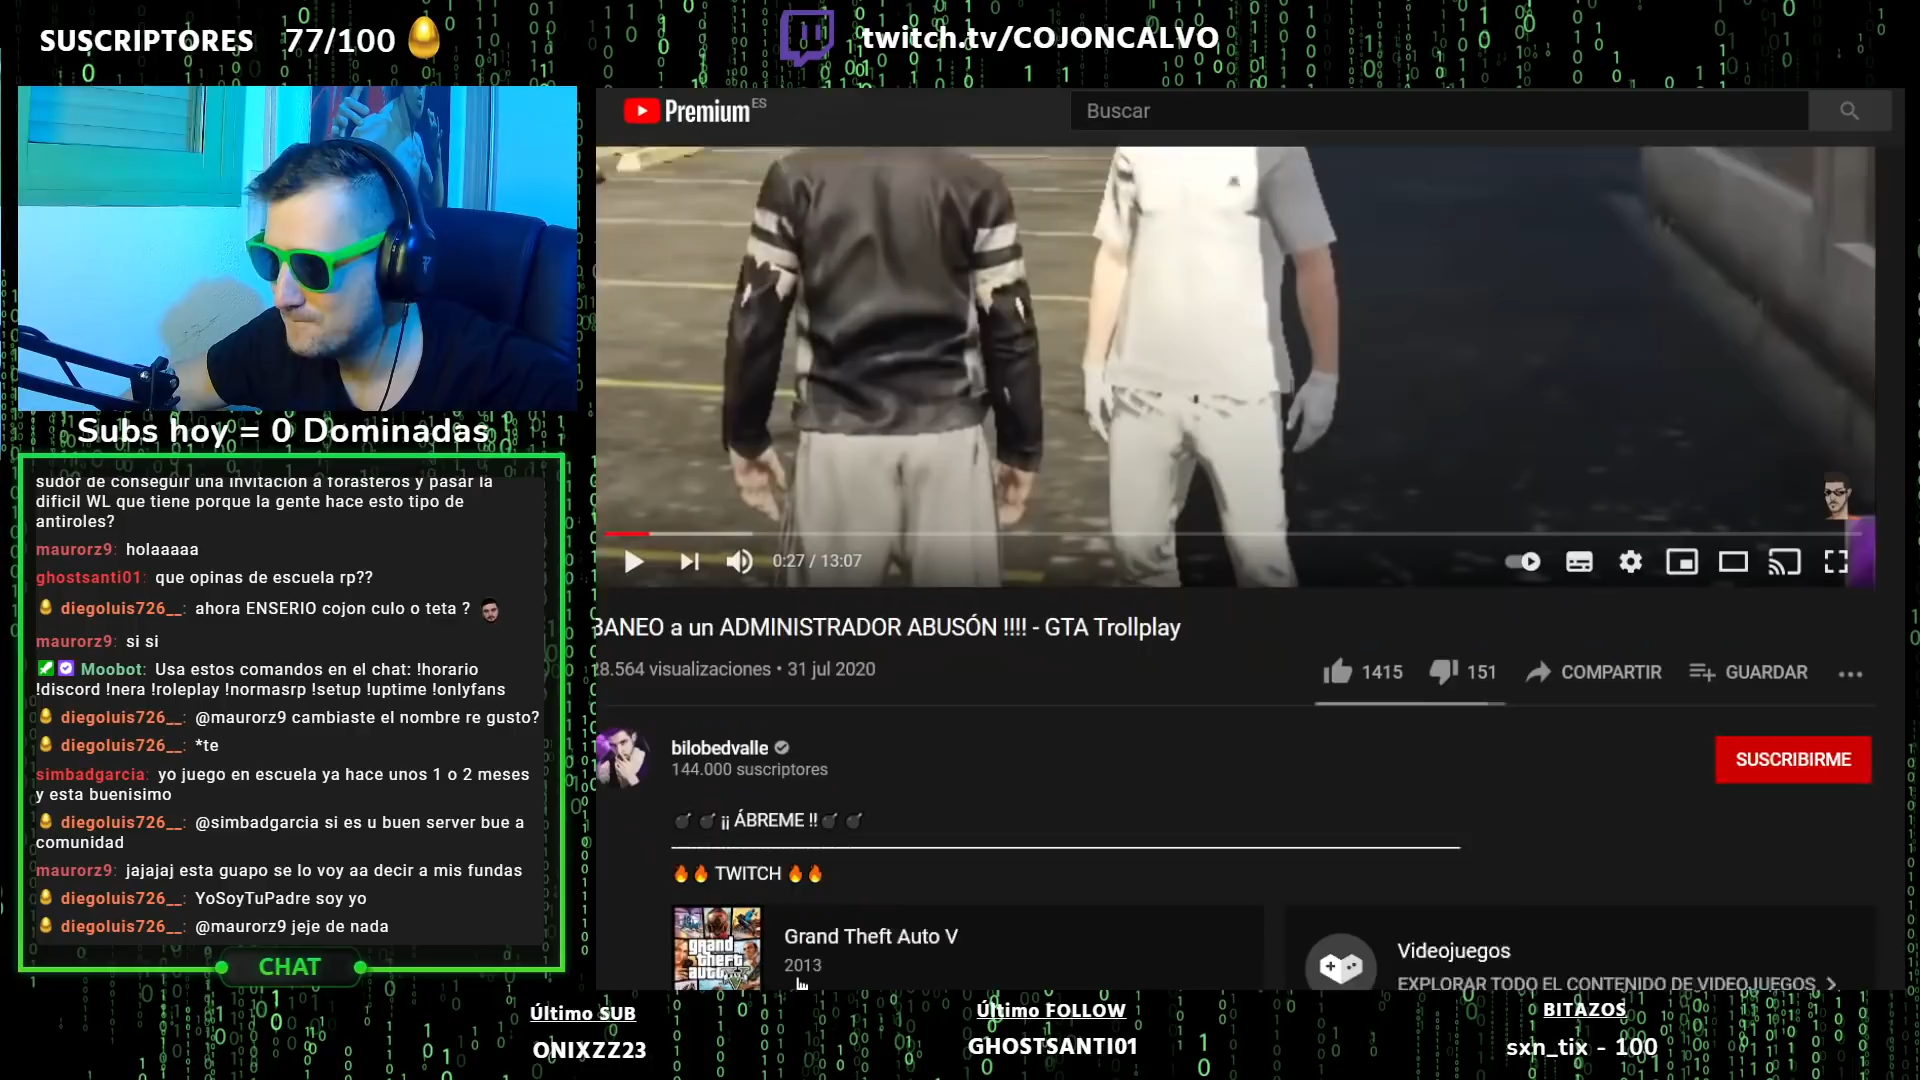 SUSCRIPTORES 77/100
twitch.tv/COJONCALVO
Premium ES
Buscar
Subs hoy = 0 Dominadas
sudor de conseguir una invitación a forasteros y pasar la
dificil WL que tiene porque la gente hace esto tipo de
antiroles?
maurorz9: holaaaaa
ghostsanti01: que opinas de escuela rp??
diegoluis726__: ahora ENSERIO cojon culo o teta ?
maurorz9: si si
Moobot: Usa estos comandos en el chat: !horario
!discord !nera !roleplay !normasrp !setup !uptime !onlyfans
diegoluis726__: @maurorz9 cambiaste el nombre re gusto?
diegoluis726__: *te
simbadgarcia: yo juego en escuela ya hace unos 1 o 2 meses
y esta buenisimo
diegoluis726__: @simbadgarcia si es u buen server bue a
comunidad
maurorz9: jajajaj esta guapo se lo voy aa decir a mis fundas
diegoluis726__: YoSoyTuPadre soy yo
diegoluis726__: @maurorz9 jeje de nada
CHAT
0:27 / 13:07
BANEO a un ADMINISTRADOR ABUSÓN !!!! - GTA Trollplay
8.564 visualizaciones • 31 jul 2020
1415
151
COMPARTIR
GUARDAR
bilobedvalle
144.000 suscriptores
SUSCRIBIRME
¡¡ ÁBREME !!
TWITCH
grand
theft
auto
V
Grand Theft Auto V
2013
Videojuegos
EXPLORAR TODO EL CONTENIDO DE VIDEOJUEGOS
Último SUB
ONIXZZ23
Último FOLLOW
GHOSTSANTI01
BITAZOS
sxn_tix - 100